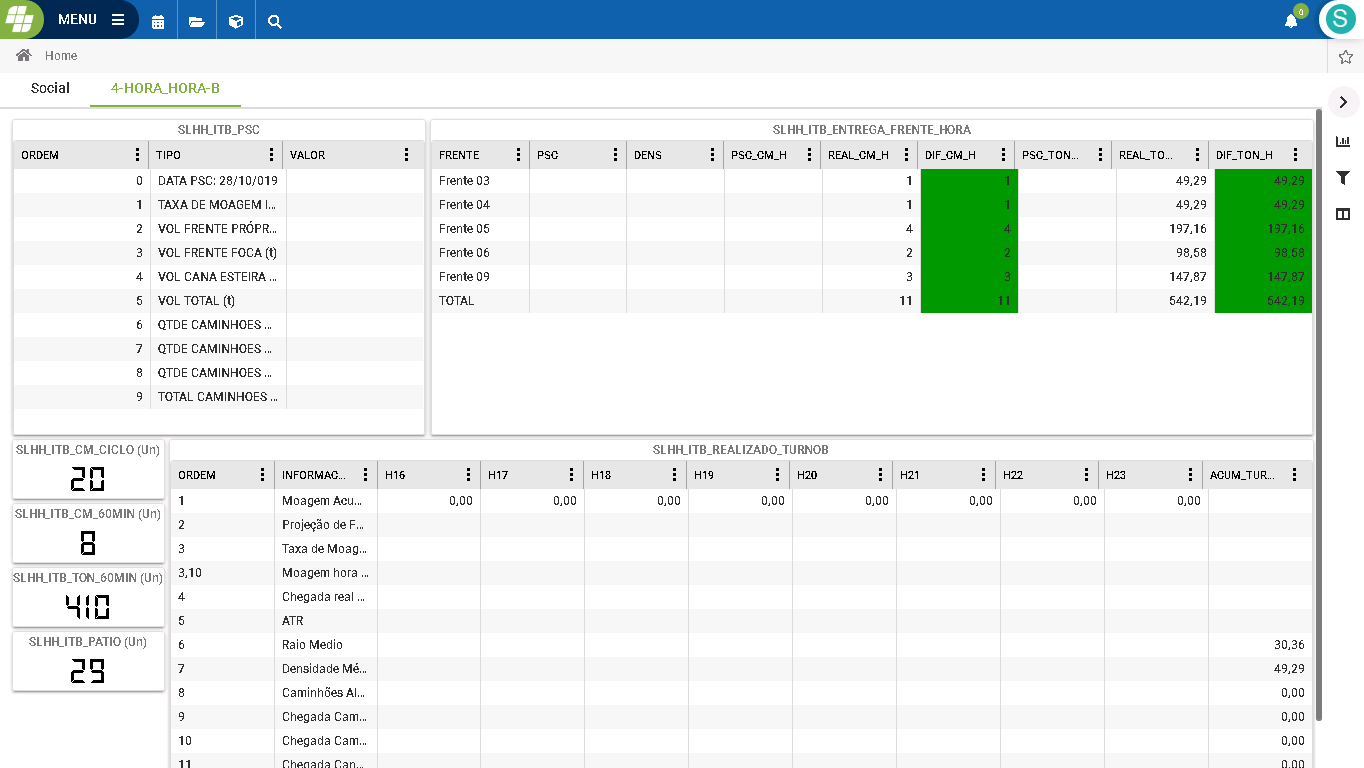 MENU
0
S
Home
Social 4-HORA_HORA-B
SLHH_ITB_PSC
ORDEM TIPO VALOR
0 DATA PSC: 28/10/019
1 TAXA DE MOAGEM I...
2 VOL FRENTE PRÓPR...
3 VOL FRENTE FOCA (t)
4 VOL CANA ESTEIRA ...
5 VOL TOTAL (t)
6 QTDE CAMINHOES ...
7 QTDE CAMINHOES ...
8 QTDE CAMINHOES ...
9 TOTAL CAMINHOES ...
SLHH_ITB_ENTREGA_FRENTE_HORA
FRENTE PSC DENS PSC_CM_H REAL_CM_H DIF_CM_H PSC_TON... REAL_TO... DIF_TON_H
Frente 03 1 1 49,29 49,29
Frente 04 1 1 49,29 49,29
Frente 05 4 4 197,16 197,16
Frente 06 2 2 98,58 98,58
Frente 09 3 3 147,87 147,87
TOTAL 11 11 542,19 542,19
SLHH_ITB_CM_CICLO (Un)
20
SLHH_ITB_CM_60MIN (Un)
8
SLHH_ITB_TON_60MIN (Un)
410
SLHH_ITB_PATIO (Un)
29
SLHH_ITB_REALIZADO_TURNOB
ORDEM INFORMAC... H16 H17 H18 H19 H20 H21 H22 H23 ACUM_TUR...
1 Moagem Acu... 0,00 0,00 0,00 0,00 0,00 0,00 0,00 0,00
2 Projeção de F...
3 Taxa de Moag...
3,10 Moagem hora ...
4 Chegada real ...
5 ATR
6 Raio Medio 30,36
7 Densidade Mé... 49,29
8 Caminhões Al... 0,00
9 Chegada Cam... 0,00
10 Chegada Cam... 0,00
11 Chegada Can... 0,00